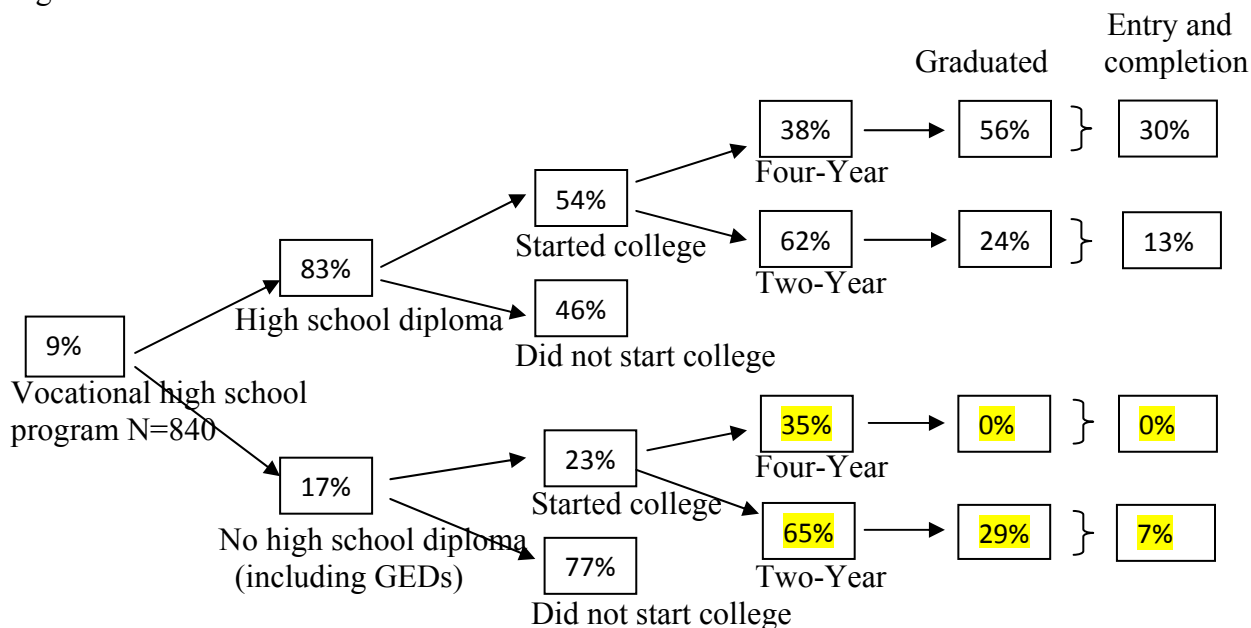 Entry and
Graduated completion
38% 56% } 30%
Four-Year
54%
Started college
62% 24% } 13%
Two-Year
83%
High school diploma
46%
Did not start college
9%
Vocational high school
program N=840
35% 0% } 0%
Four-Year
23%
Started college
17%
65% 29% } 7%
Two-Year
No high school diploma
(including GEDs)
77%
Did not start college